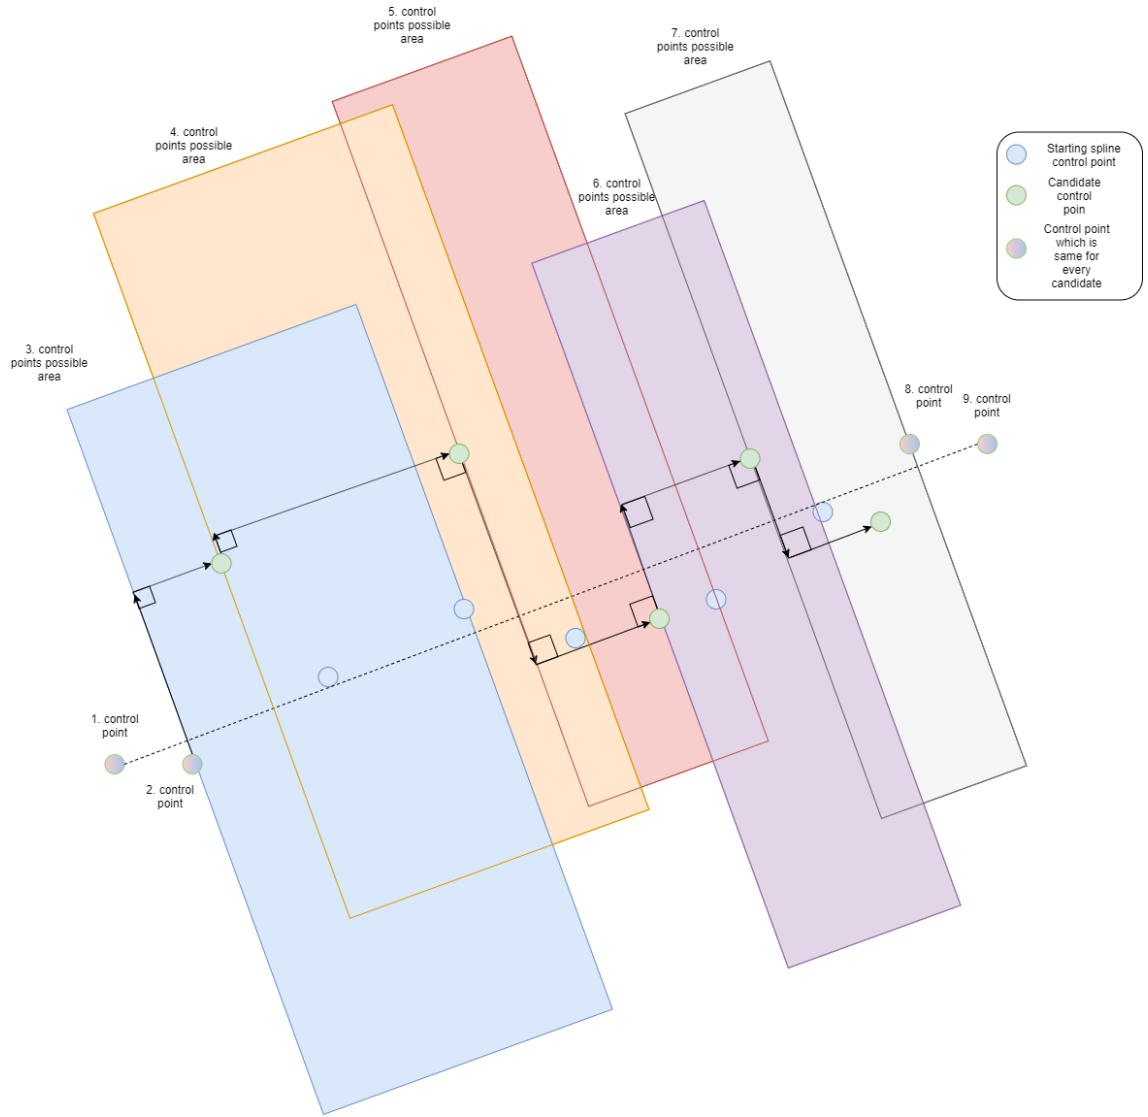 5. control
points possible
area
7. control
points possible
area
4. control
points possible
area
Starting spline
control point
Candidate
control
poin
Control point
which is
same for
every
candidate
6. control
points possible
area
3. control
points possible
area
8. control
point
9. control
point
1. control
point
2. control
point